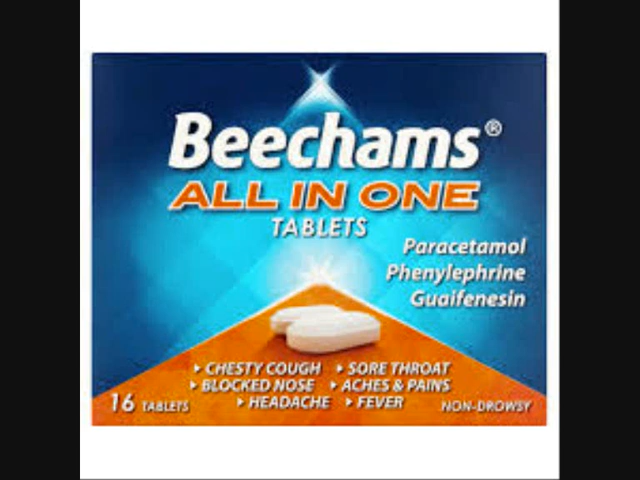 Beechams®
ALL IN ONE
TABLETS
Paracetamol
Phenylephrine
Guaifenesin
▸ CHESTY COUGH ▸ SORE THROAT
▸ BLOCKED NOSE ▸ ACHES & PAINS
▸ HEADACHE ▸ FEVER
16 TABLETS
NON-DROWSY